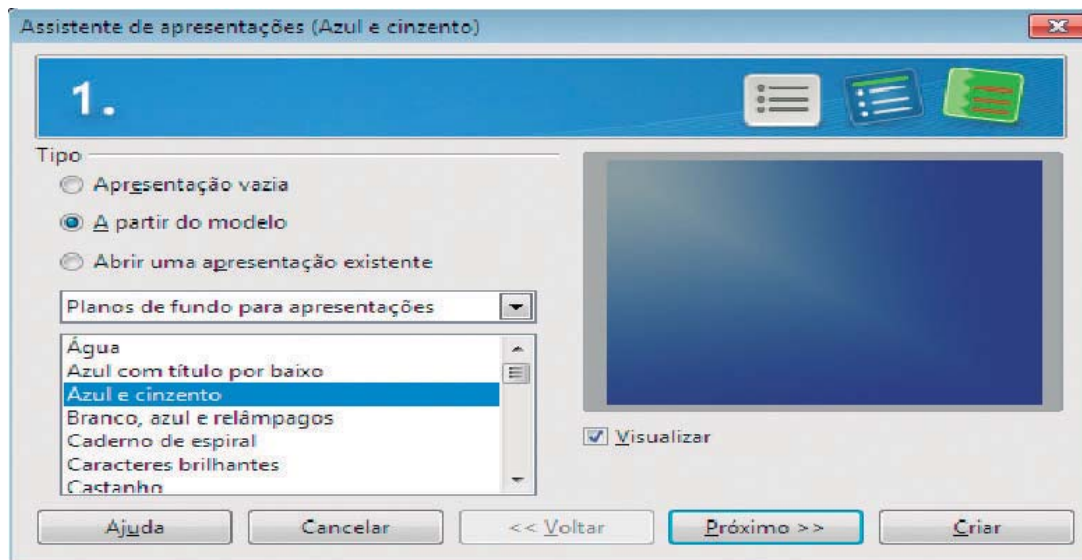 Assistente de apresentações (Azul e cinzento)
1.
Tipo
Apresentação vazia
A partir do modelo
Abrir uma apresentação existente
Planos de fundo para apresentações
Água
Azul com título por baixo
Azul e cinzento
Branco, azul e relâmpagos
Caderno de espiral
Caracteres brilhantes
Castanho
Visualizar
Ajuda Cancelar << Voltar Próximo >> Criar